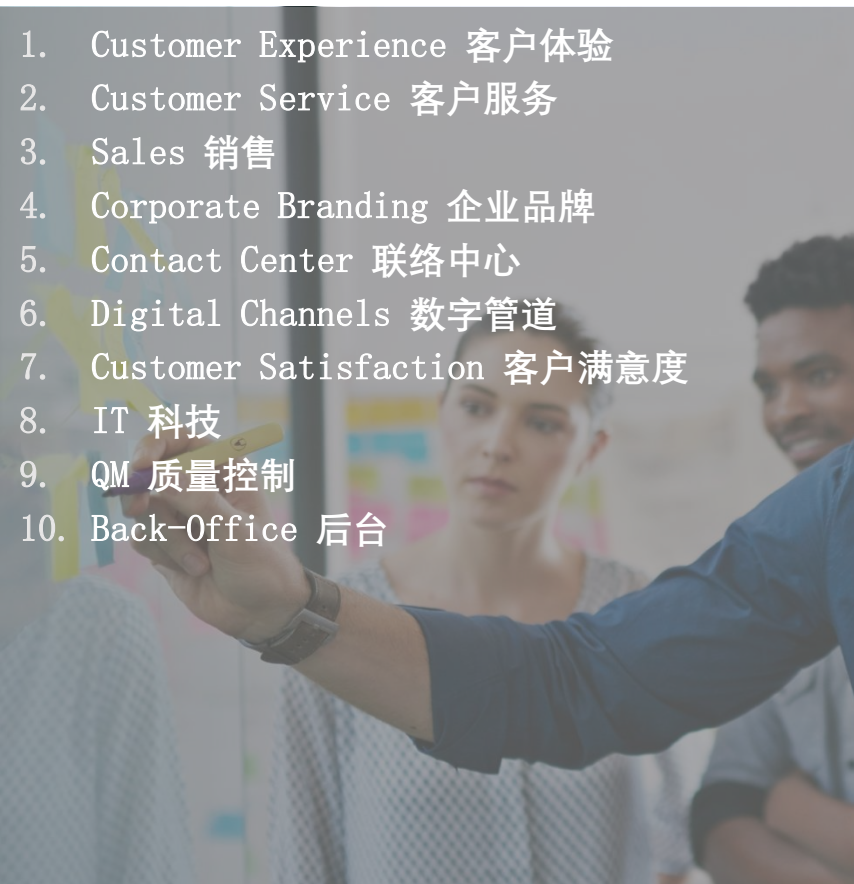 1. Customer Experience 客户体验
2. Customer Service 客户服务
3. Sales 销售
4. Corporate Branding 企业品牌
5. Contact Center 联络中心
6. Digital Channels 数字管道
7. Customer Satisfaction 客户满意度
8. IT 科技
9. QM 质量控制
10. Back-Office 后台